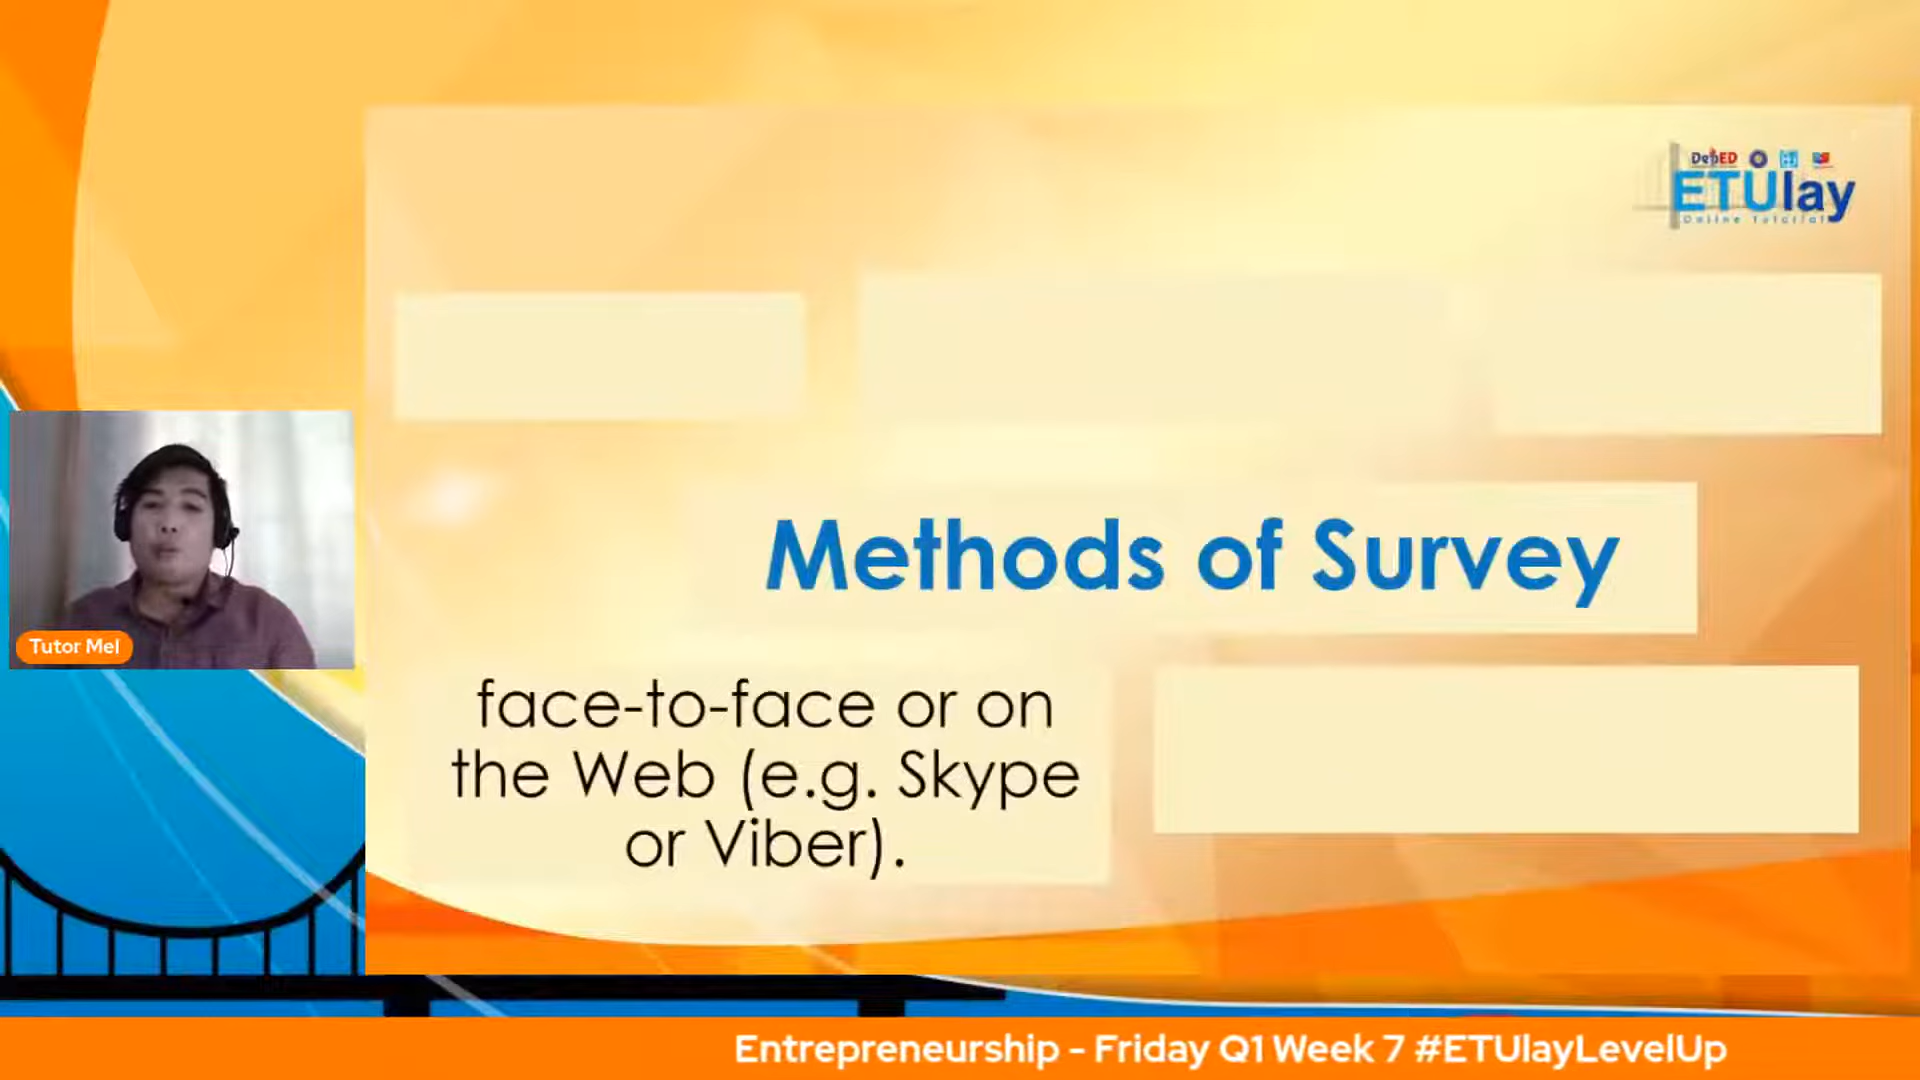 DepED
ETUlay
Online Tutorial
Methods of Survey
face-to-face or on
the Web (e.g. Skype
or Viber).
Tutor Mel
Entrepreneurship - Friday Q1 Week 7 #ETUlayLevelUp